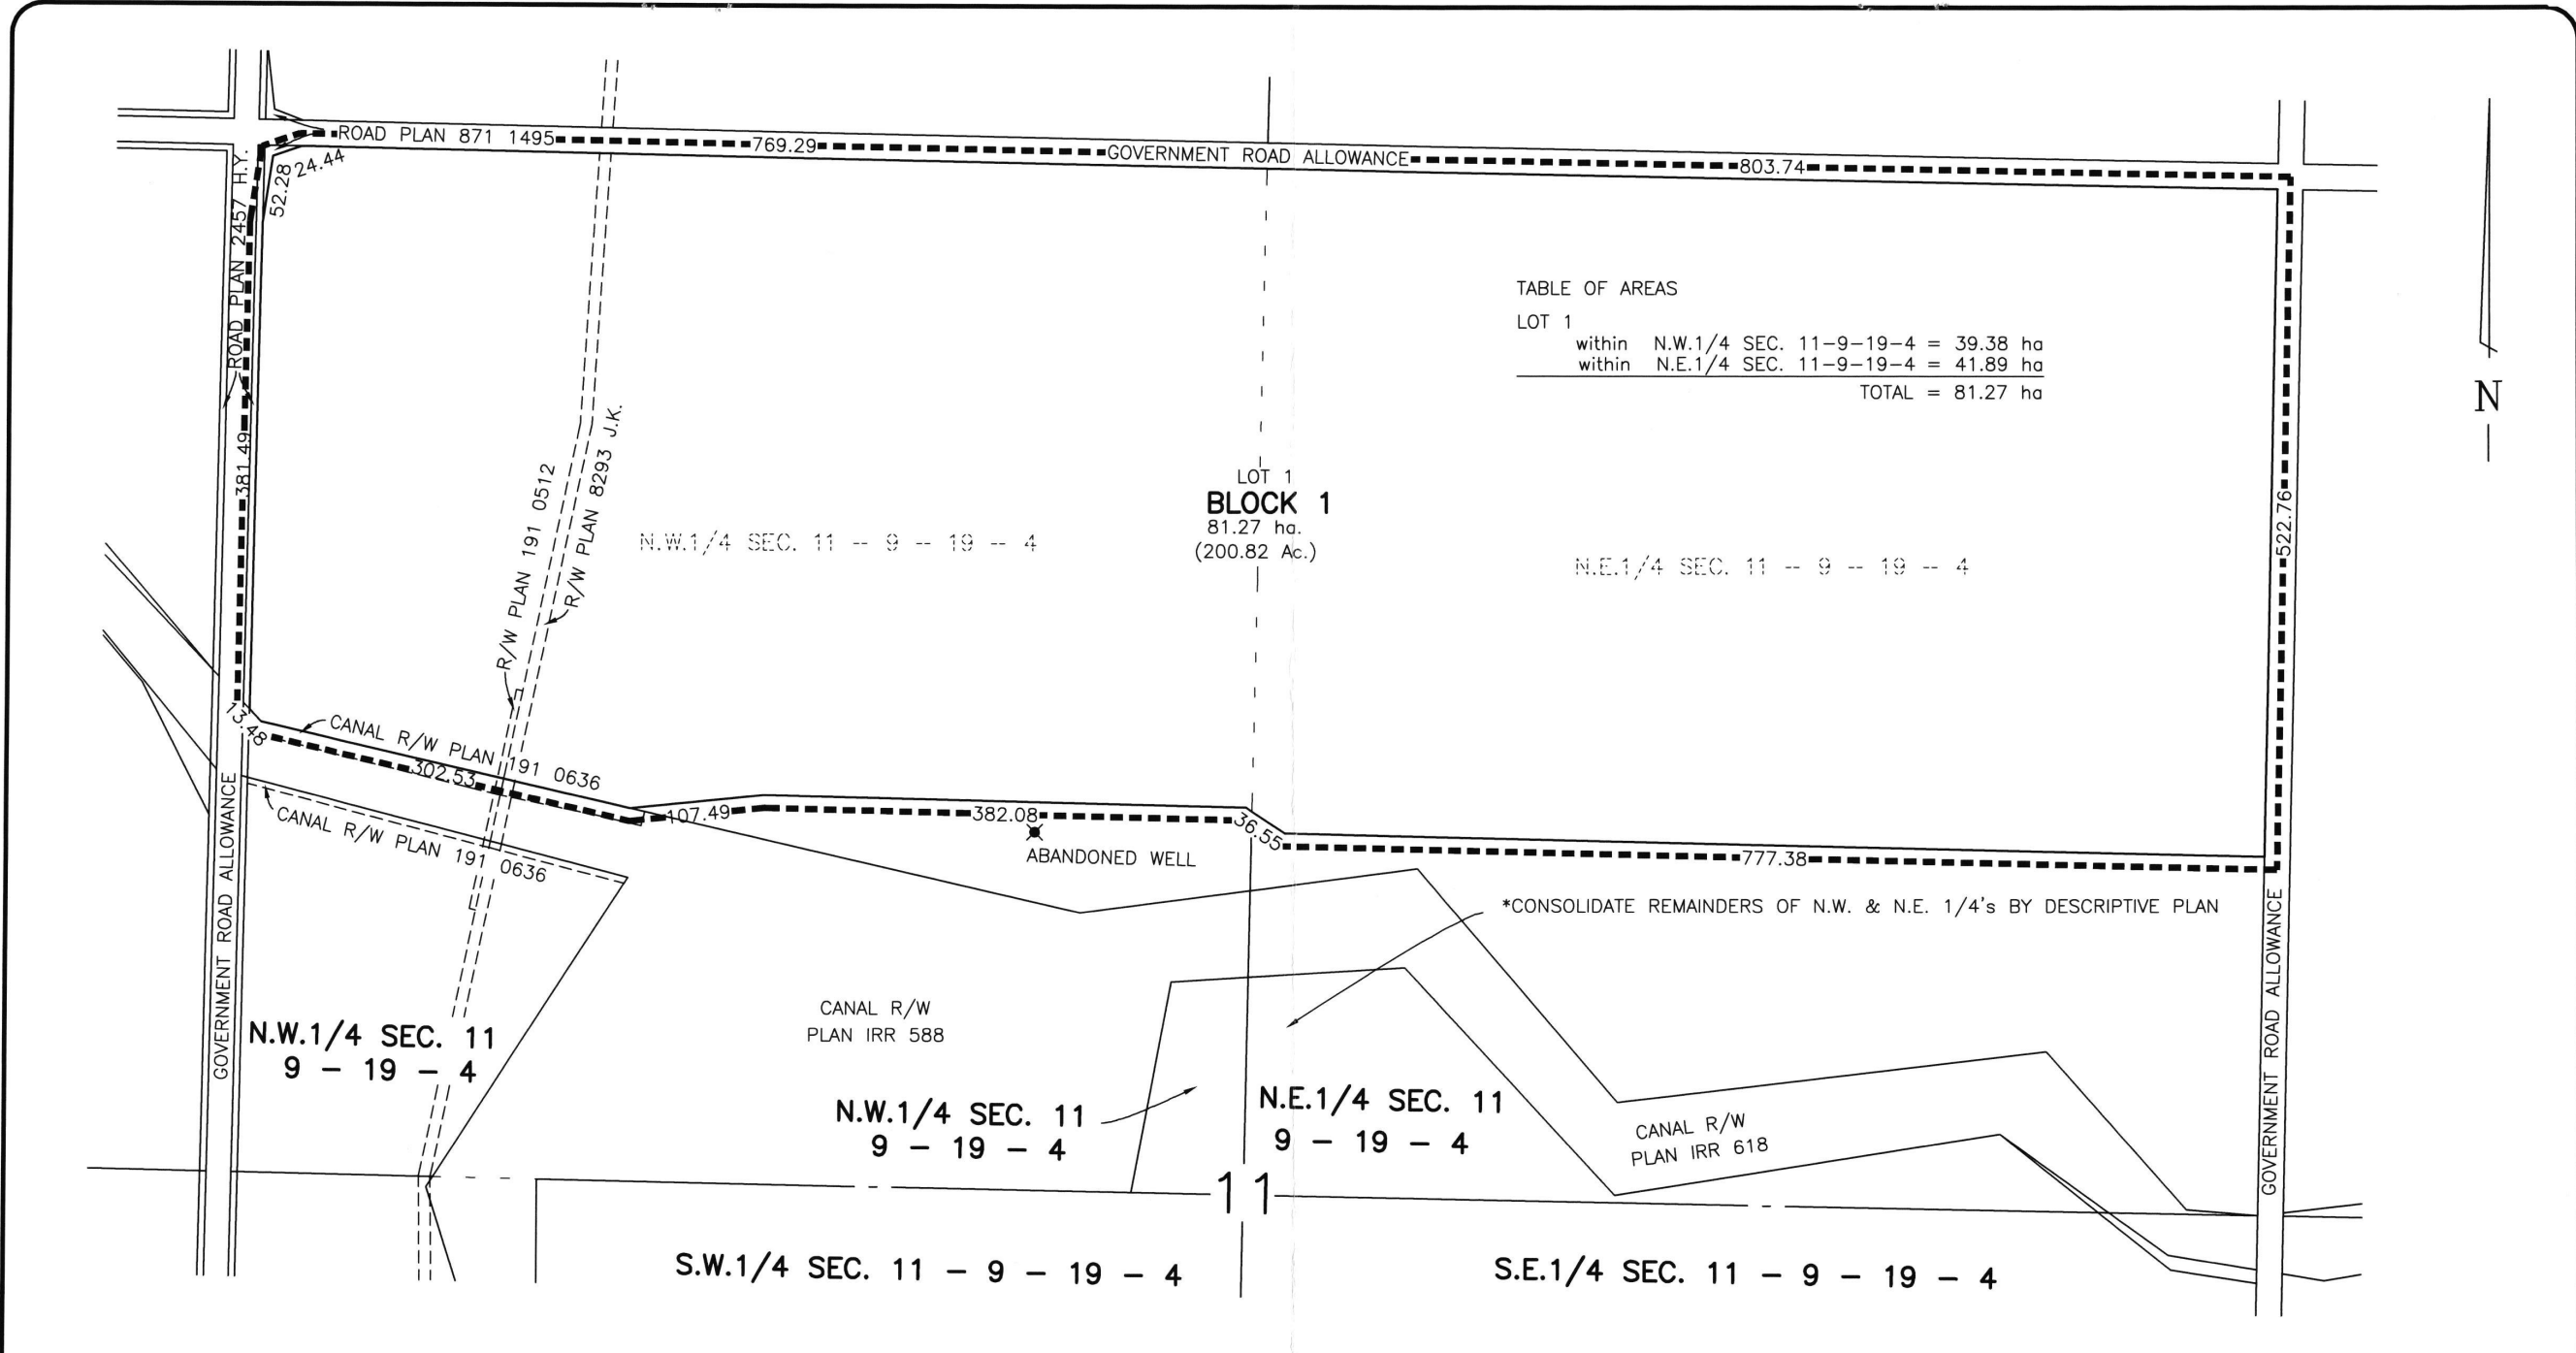 ROAD PLAN 871 1495
769.29
GOVERNMENT ROAD ALLOWANCE
803.74
24.44
52.28
ROAD PLAN 2457 H.Y.
TABLE OF AREAS
LOT 1
within N.W.1/4 SEC. 11-9-19-4 = 39.38 ha
within N.E.1/4 SEC. 11-9-19-4 = 41.89 ha
TOTAL = 81.27 ha
N
381.49
R/W PLAN 191 0512
R/W PLAN 8293 J.K.
LOT 1
BLOCK 1
81.27 ha.
(200.82 Ac.)
N.W.1/4 SEC. 11 -- 9 -- 19 -- 4
N.E.1/4 SEC. 11 -- 9 -- 19 -- 4
522.76
13.48
CANAL R/W PLAN 191 0636
302.53
107.49
382.08
36.55
777.38
ABANDONED WELL
CANAL R/W PLAN 191 0636
GOVERNMENT ROAD ALLOWANCE
*CONSOLIDATE REMAINDERS OF N.W. & N.E. 1/4's BY DESCRIPTIVE PLAN
GOVERNMENT ROAD ALLOWANCE
CANAL R/W
PLAN IRR 588
N.W.1/4 SEC. 11
9 - 19 - 4
N.W.1/4 SEC. 11
9 - 19 - 4
N.E.1/4 SEC. 11
9 - 19 - 4
CANAL R/W
PLAN IRR 618
11
S.W.1/4 SEC. 11 - 9 - 19 - 4
S.E.1/4 SEC. 11 - 9 - 19 - 4